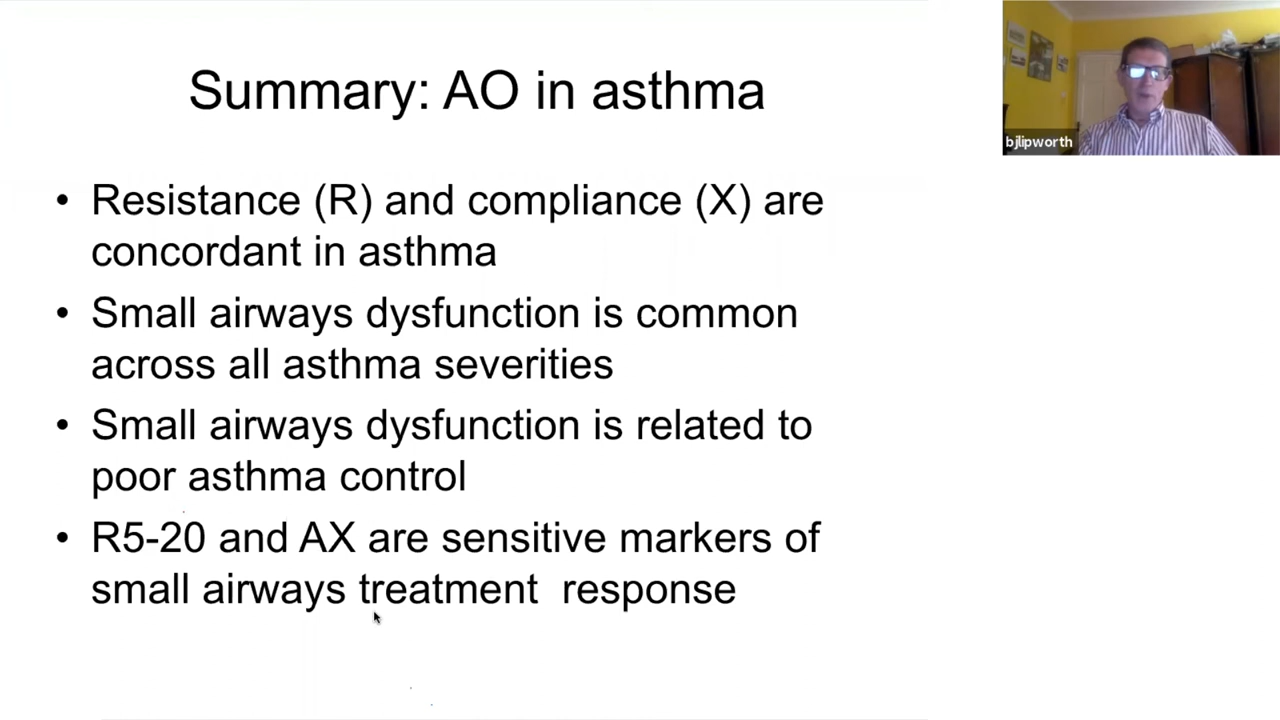 Summary: AO in asthma
• Resistance (R) and compliance (X) are
concordant in asthma
• Small airways dysfunction is common
across all asthma severities
• Small airways dysfunction is related to
poor asthma control
• R5-20 and AX are sensitive markers of
small airways treatment  response
bjlipworth